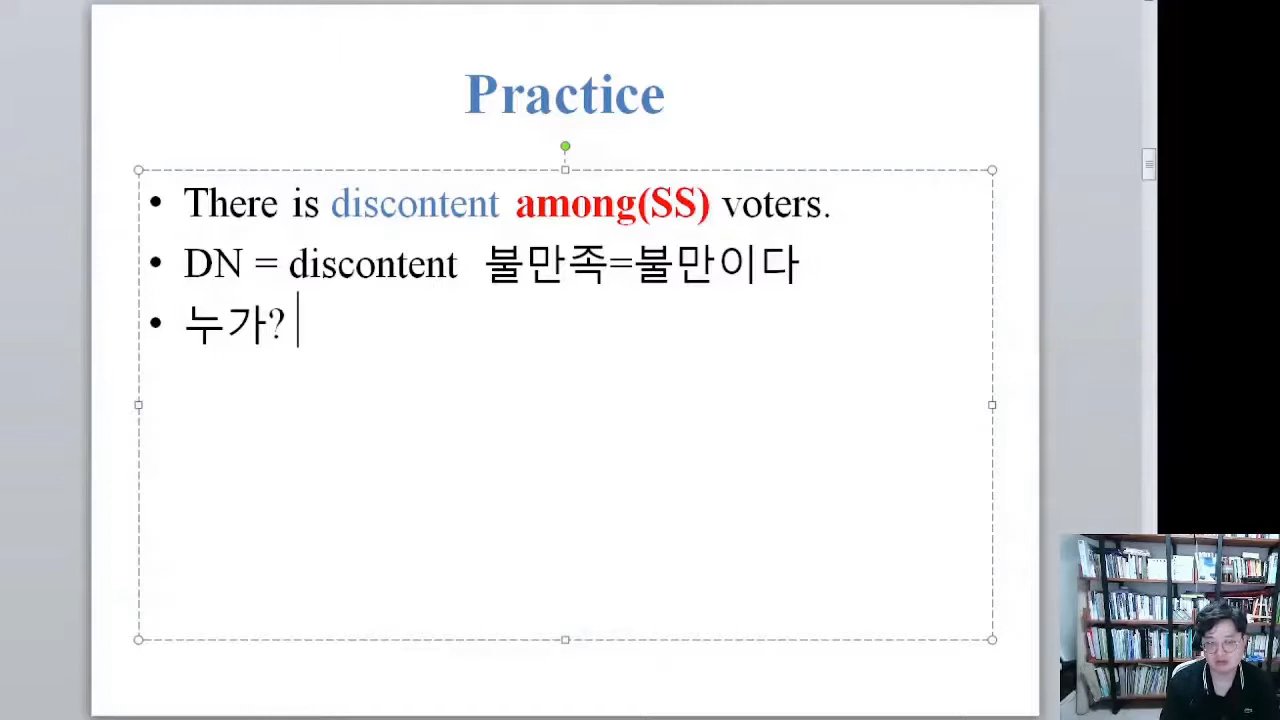 Practice
• There is discontent among(SS) voters.
• DN = discontent 불만족=불만이다
• 누가?